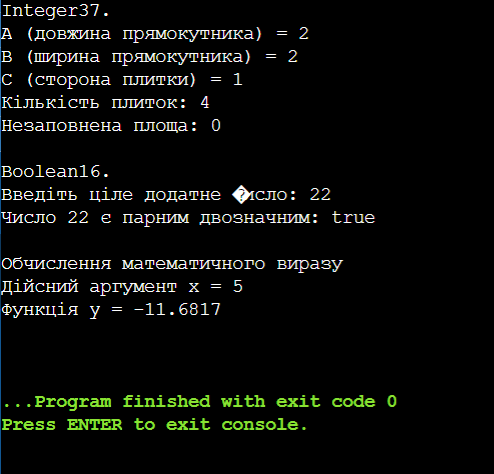 Integer37.
A (довжина прямокутника) = 2
B (ширина прямокутника) = 2
C (сторона плитки) = 1
Кількість плиток: 4
Незаповнена площа: 0
Boolean16.
Введіть ціле додатне �исло: 22
Число 22 є парним двозначним: true
Обчислення математичного виразу
Дійсний аргумент x = 5
Функція y = -11.6817
...Program finished with exit code 0
Press ENTER to exit console.